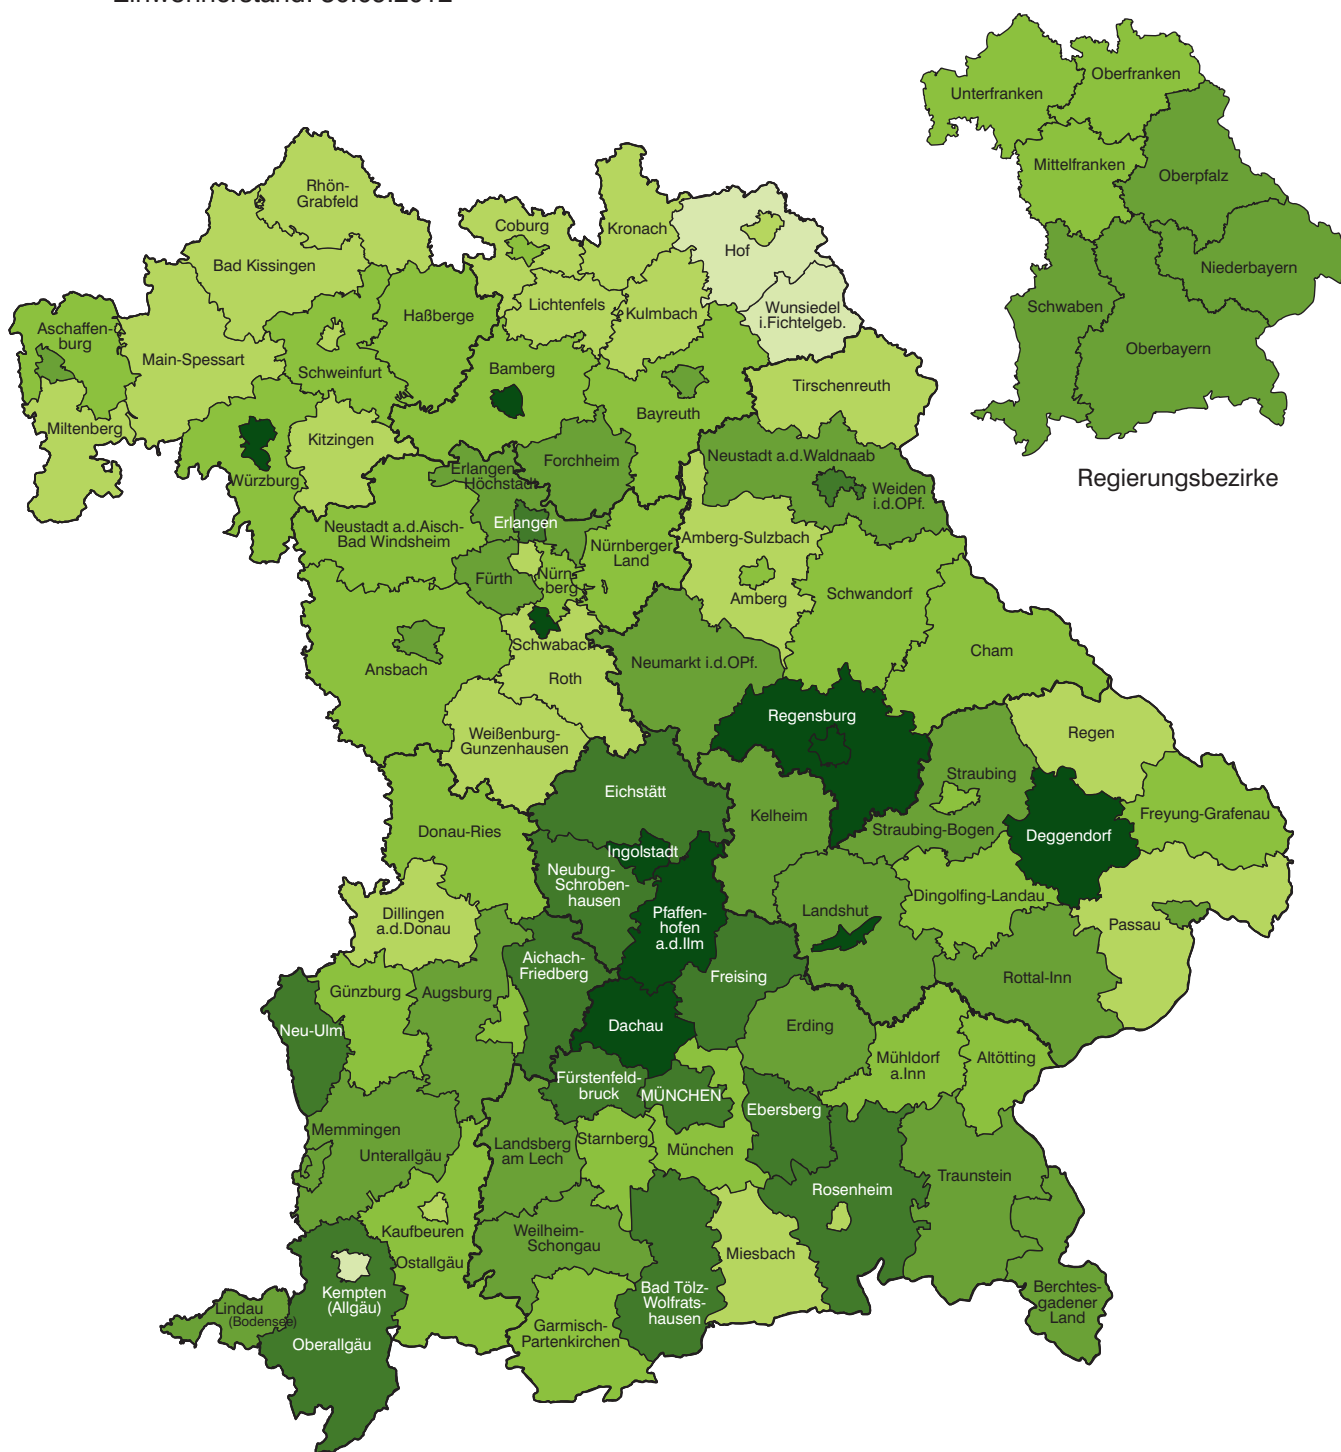 Unterfranken
Oberfranken
Mittelfranken
Oberpfalz
Niederbayern
Schwaben
Oberbayern
Regierungsbezirke
Rhön-
Grabfeld
Coburg
Kronach
Hof
Bad Kissingen
Lichtenfels
Kulmbach
Wunsiedel
i.Fichtelgeb.
Haßberge
Aschaffen-
burg
Main-Spessart
Schweinfurt
Bamberg
Tirschenreuth
Bayreuth
Miltenberg
Kitzingen
Würzburg
Erlangen-
Höchstadt
Forchheim
Neustadt a.d.Waldnaab
Weiden
i.d.OPf.
Neustadt a.d.Aisch-
Bad Windsheim
Erlangen
Nürnberger
Land
Amberg-Sulzbach
Fürth
Nürn-
berg
Amberg
Schwandorf
Ansbach
Schwabach
Roth
Neumarkt i.d.OPf.
Cham
Regensburg
Weißenburg-
Gunzenhausen
Regen
Eichstätt
Straubing
Kelheim
Freyung-Grafenau
Donau-Ries
Straubing-Bogen
Deggendorf
Ingolstadt
Neuburg-
Schroben-
hausen
Dingolfing-Landau
Dillingen
a.d.Donau
Pfaffen-
hofen
a.d.Ilm
Landshut
Passau
Aichach-
Friedberg
Freising
Rottal-Inn
Günzburg
Augsburg
Neu-Ulm
Dachau
Erding
Mühldorf
a.Inn
Altötting
Fürstenfeld-
bruck
MÜNCHEN
Ebersberg
Memmingen
Unterallgäu
Landsberg
am Lech
Starnberg
München
Traunstein
Rosenheim
Kaufbeuren
Ostallgäu
Weilheim-
Schongau
Miesbach
Kempten
(Allgäu)
Bad Tölz-
Wolfrats-
hausen
Berchtes-
gadener
Land
Lindau
(Bodensee)
Oberallgäu
Garmisch-
Partenkirchen